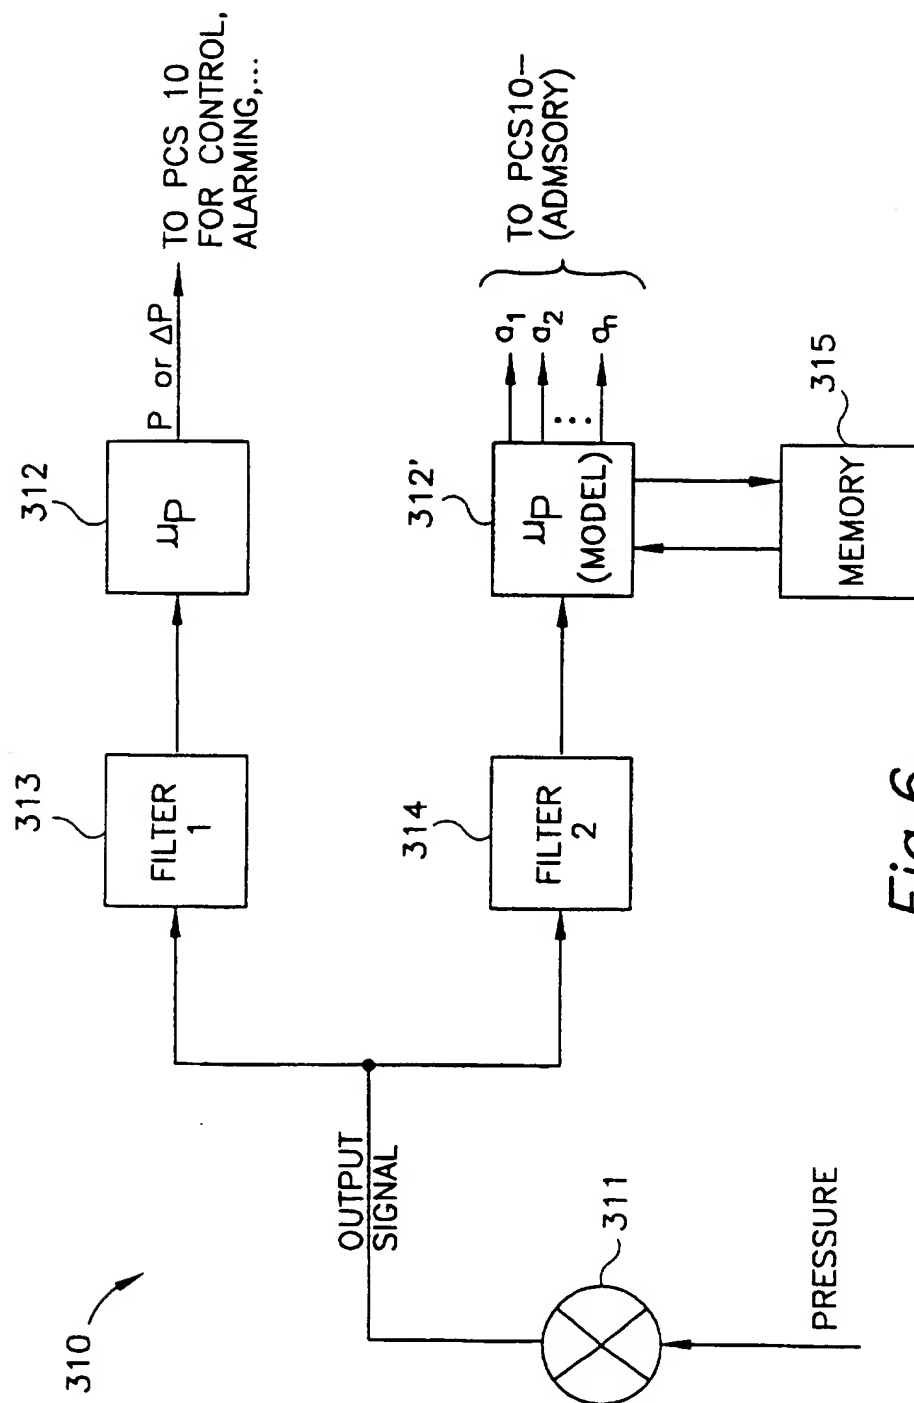 310
PRESSURE
311
OUTPUT
SIGNAL
313
FILTER
1
312
μP
P or ΔP
TO PCS 10
FOR CONTROL,
ALARMING,...
314
FILTER
2
312'
μP
(MODEL)
a1
a2
...
an
TO PCS10-
(ADMSORY)
315
MEMORY
Fig.6